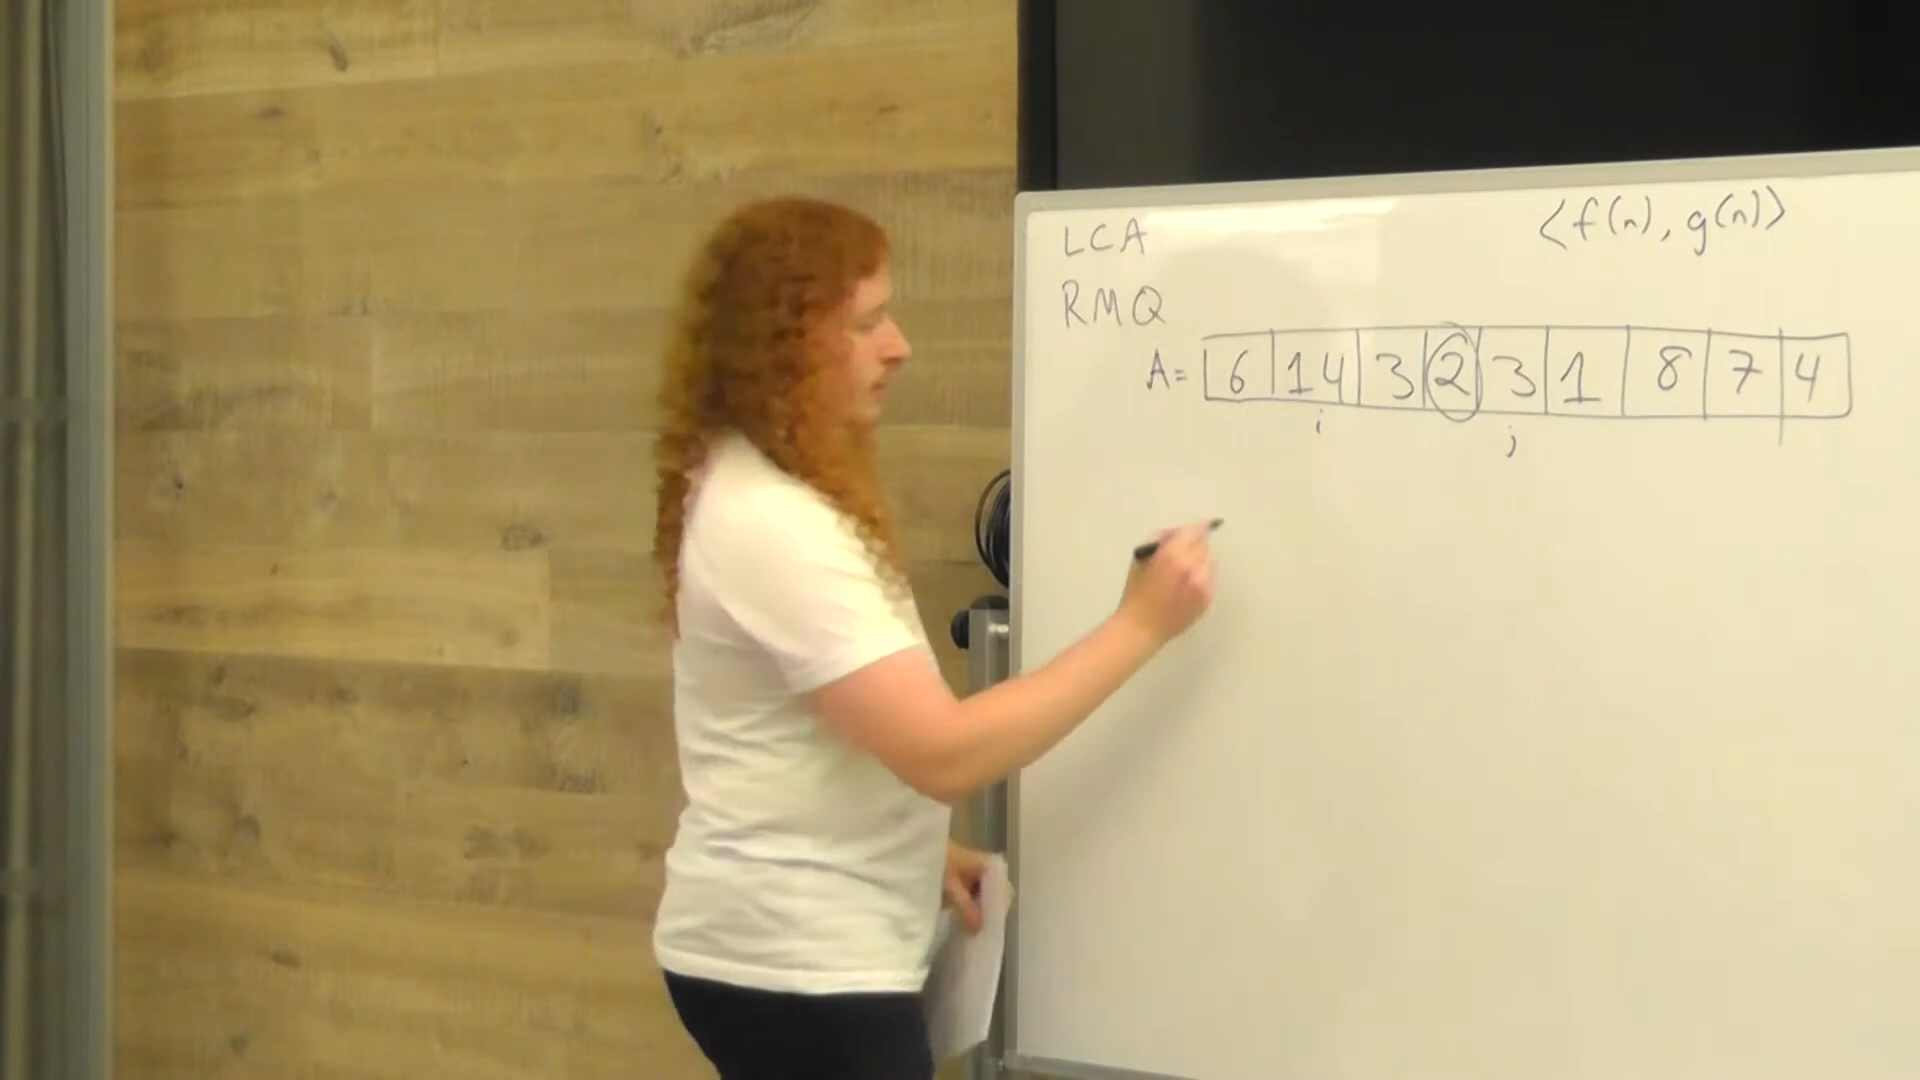 LCA
⟨f(n), g(n)⟩
RMQ
A= 6 14 3 2 3 1 8 7 4
i j